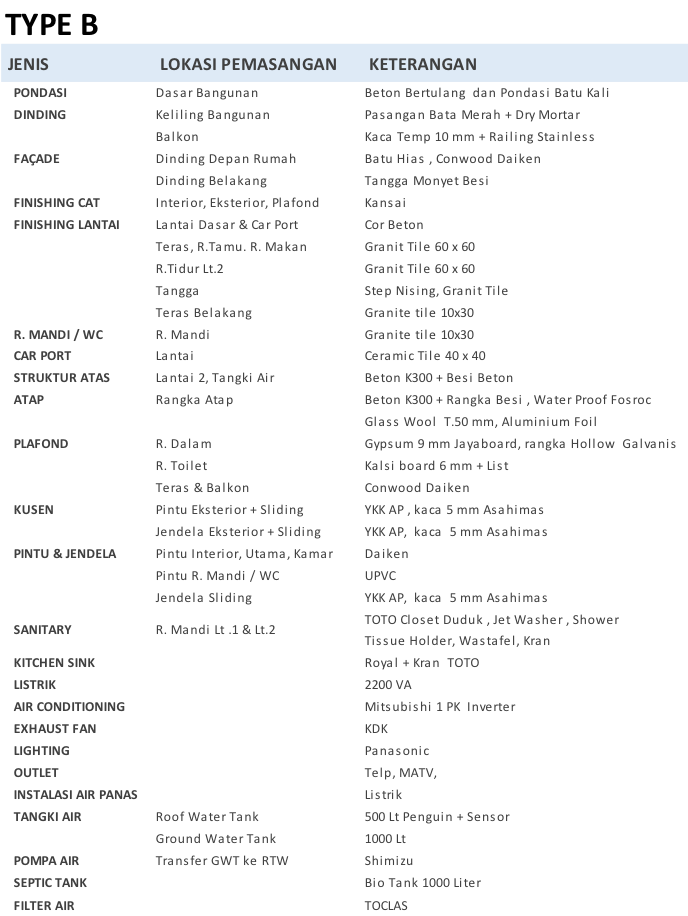 TYPE B
JENIS LOKASI PEMASANGAN KETERANGAN
PONDASI Dasar Bangunan Beton Bertulang dan Pondasi Batu Kali
DINDING Keliling Bangunan Pasangan Bata Merah + Dry Mortar
Balkon Kaca Temp 10 mm + Railing Stainless
FAÇADE Dinding Depan Rumah Batu Hias , Conwood Daiken
Dinding Belakang Tangga Monyet Besi
FINISHING CAT Interior, Eksterior, Plafond Kansai
FINISHING LANTAI Lantai Dasar & Car Port Cor Beton
Teras, R.Tamu. R. Makan Granit Tile 60 x 60
R.Tidur Lt.2 Granit Tile 60 x 60
Tangga Step Nising, Granit Tile
Teras Belakang Granite tile 10x30
R. MANDI / WC R. Mandi Granite tile 10x30
CAR PORT Lantai Ceramic Tile 40 x 40
STRUKTUR ATAS Lantai 2, Tangki Air Beton K300 + Besi Beton
ATAP Rangka Atap Beton K300 + Rangka Besi , Water Proof Fosroc
Glass Wool T.50 mm, Aluminium Foil
PLAFOND R. Dalam Gypsum 9 mm Jayaboard, rangka Hollow Galvanis
R. Toilet Kalsi board 6 mm + List
Teras & Balkon Conwood Daiken
KUSEN Pintu Eksterior + Sliding YKK AP , kaca 5 mm Asahimas
Jendela Eksterior + Sliding YKK AP, kaca 5 mm Asahimas
PINTU & JENDELA Pintu Interior, Utama, Kamar Daiken
Pintu R. Mandi / WC UPVC
Jendela Sliding YKK AP, kaca 5 mm Asahimas
SANITARY R. Mandi Lt .1 & Lt.2 TOTO Closet Duduk , Jet Washer , Shower
Tissue Holder, Wastafel, Kran
KITCHEN SINK Royal + Kran TOTO
LISTRIK 2200 VA
AIR CONDITIONING Mitsubishi 1 PK Inverter
EXHAUST FAN KDK
LIGHTING Panasonic
OUTLET Telp, MATV,
INSTALASI AIR PANAS Listrik
TANGKI AIR Roof Water Tank 500 Lt Penguin + Sensor
Ground Water Tank 1000 Lt
POMPA AIR Transfer GWT ke RTW Shimizu
SEPTIC TANK Bio Tank 1000 Liter
FILTER AIR TOCLAS